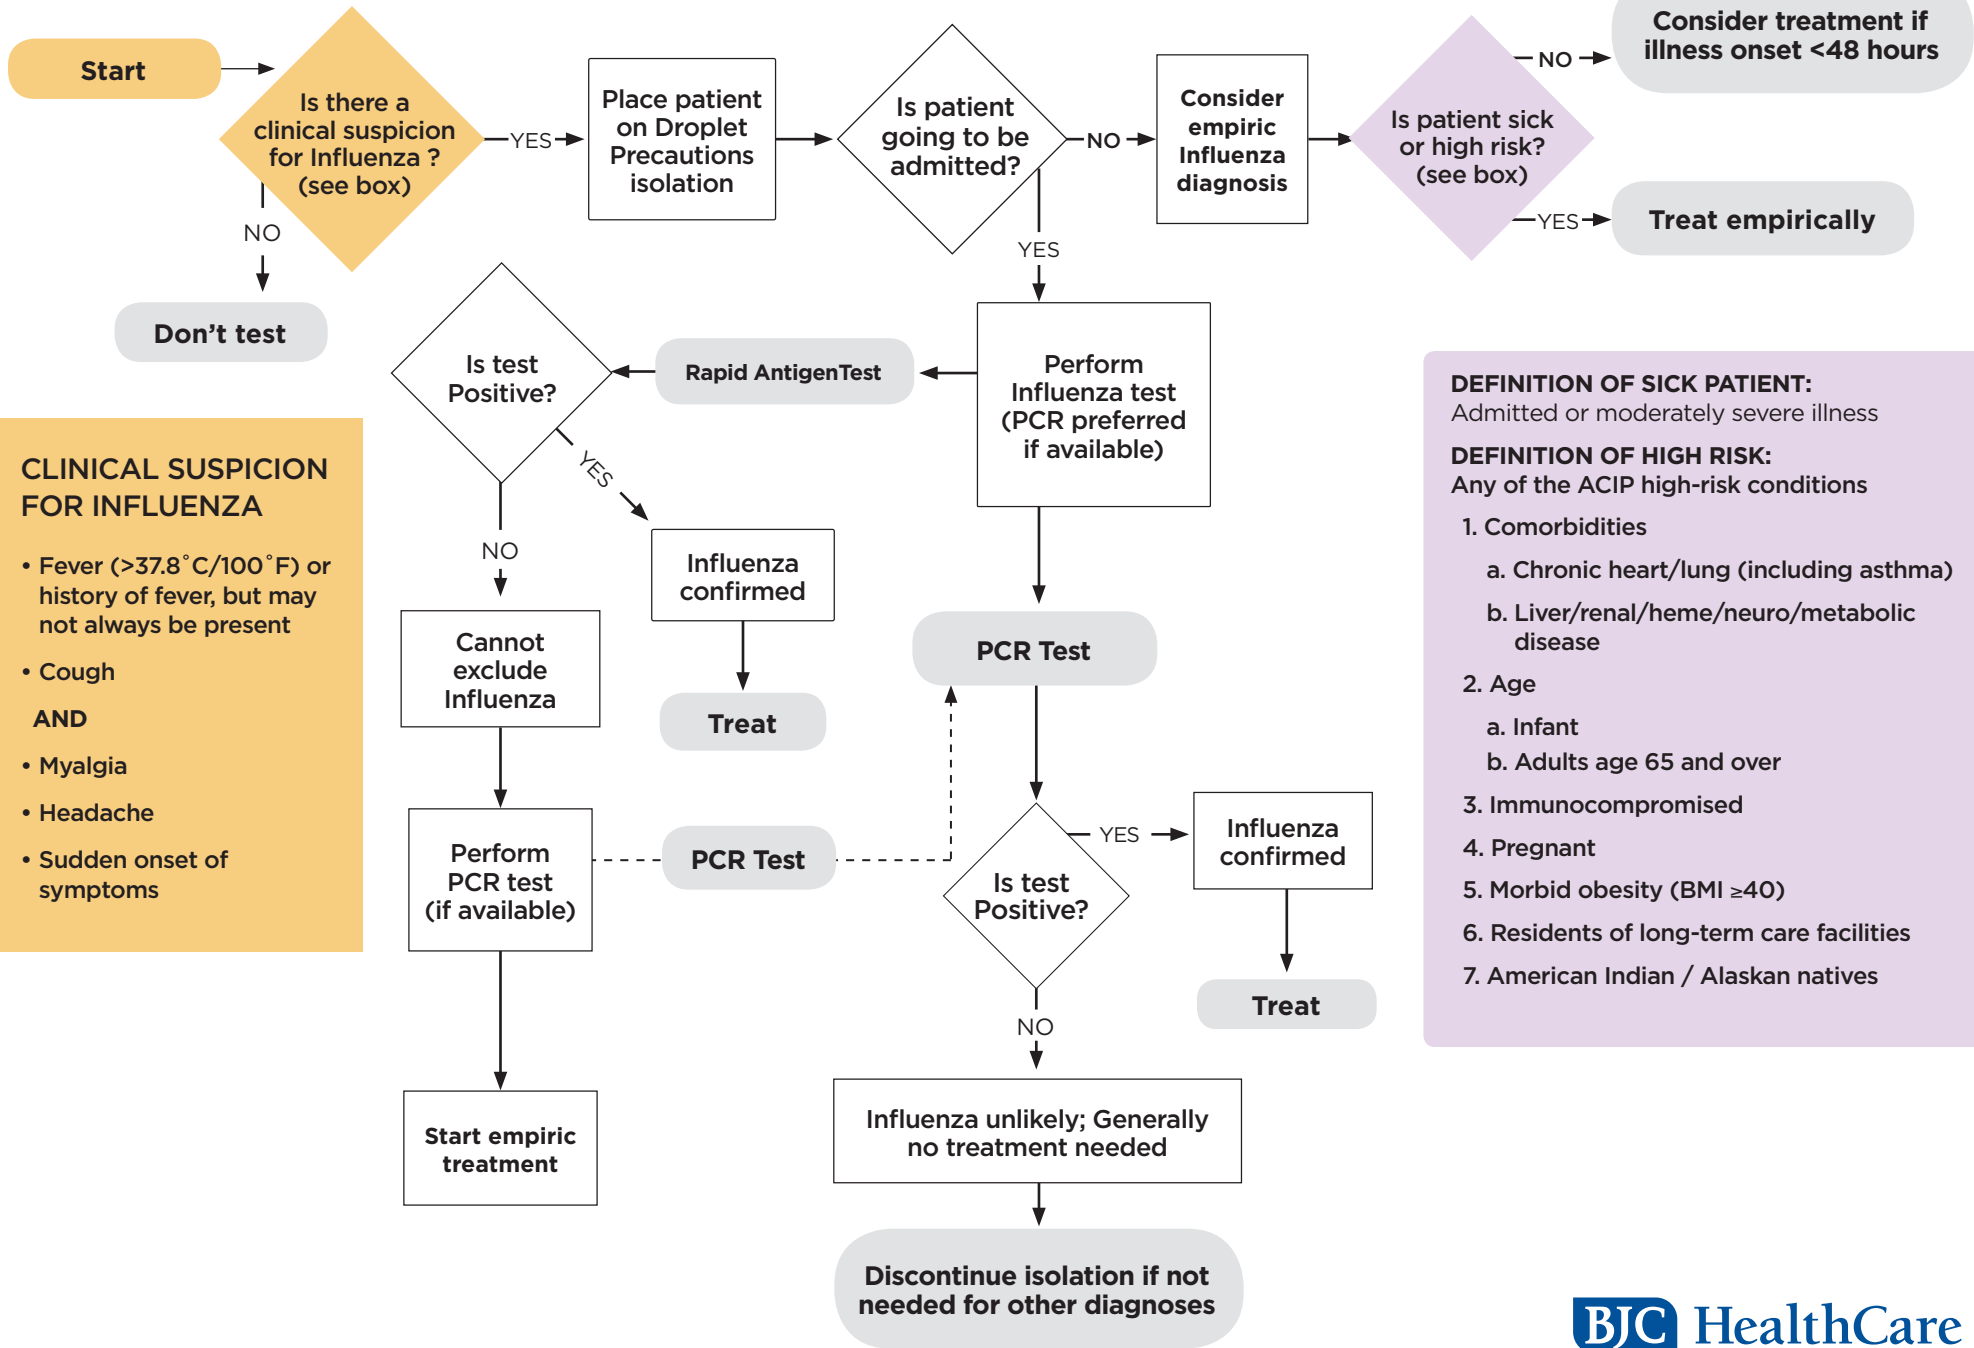 Start
Is there a
clinical suspicion
for Influenza ?
(see box)
YES
NO
Don't test
Place patient
on Droplet
Precautions
isolation
Is patient
going to be
admitted?
NO
YES
Consider
empiric
Influenza
diagnosis
Is patient sick
or high risk?
(see box)
NO
Consider treatment if
illness onset <48 hours
YES
Treat empirically
Perform
Influenza test
(PCR preferred
if available)
Rapid AntigenTest
Is test
Positive?
YES
Influenza
confirmed
Treat
NO
Cannot
exclude
Influenza
Perform
PCR test
(if available)
PCR Test
Start empiric
treatment
PCR Test
Is test
Positive?
YES
Influenza
confirmed
Treat
NO
Influenza unlikely; Generally
no treatment needed
Discontinue isolation if not
needed for other diagnoses
CLINICAL SUSPICION
FOR INFLUENZA
• Fever (>37.8˚C/100˚F) or
history of fever, but may
not always be present
• Cough
AND
• Myalgia
• Headache
• Sudden onset of
symptoms
DEFINITION OF SICK PATIENT:
Admitted or moderately severe illness
DEFINITION OF HIGH RISK:
Any of the ACIP high-risk conditions
1. Comorbidities
a. Chronic heart/lung (including asthma)
b. Liver/renal/heme/neuro/metabolic
disease
2. Age
a. Infant
b. Adults age 65 and over
3. Immunocompromised
4. Pregnant
5. Morbid obesity (BMI ≥40)
6. Residents of long-term care facilities
7. American Indian / Alaskan natives
BJC HealthCare